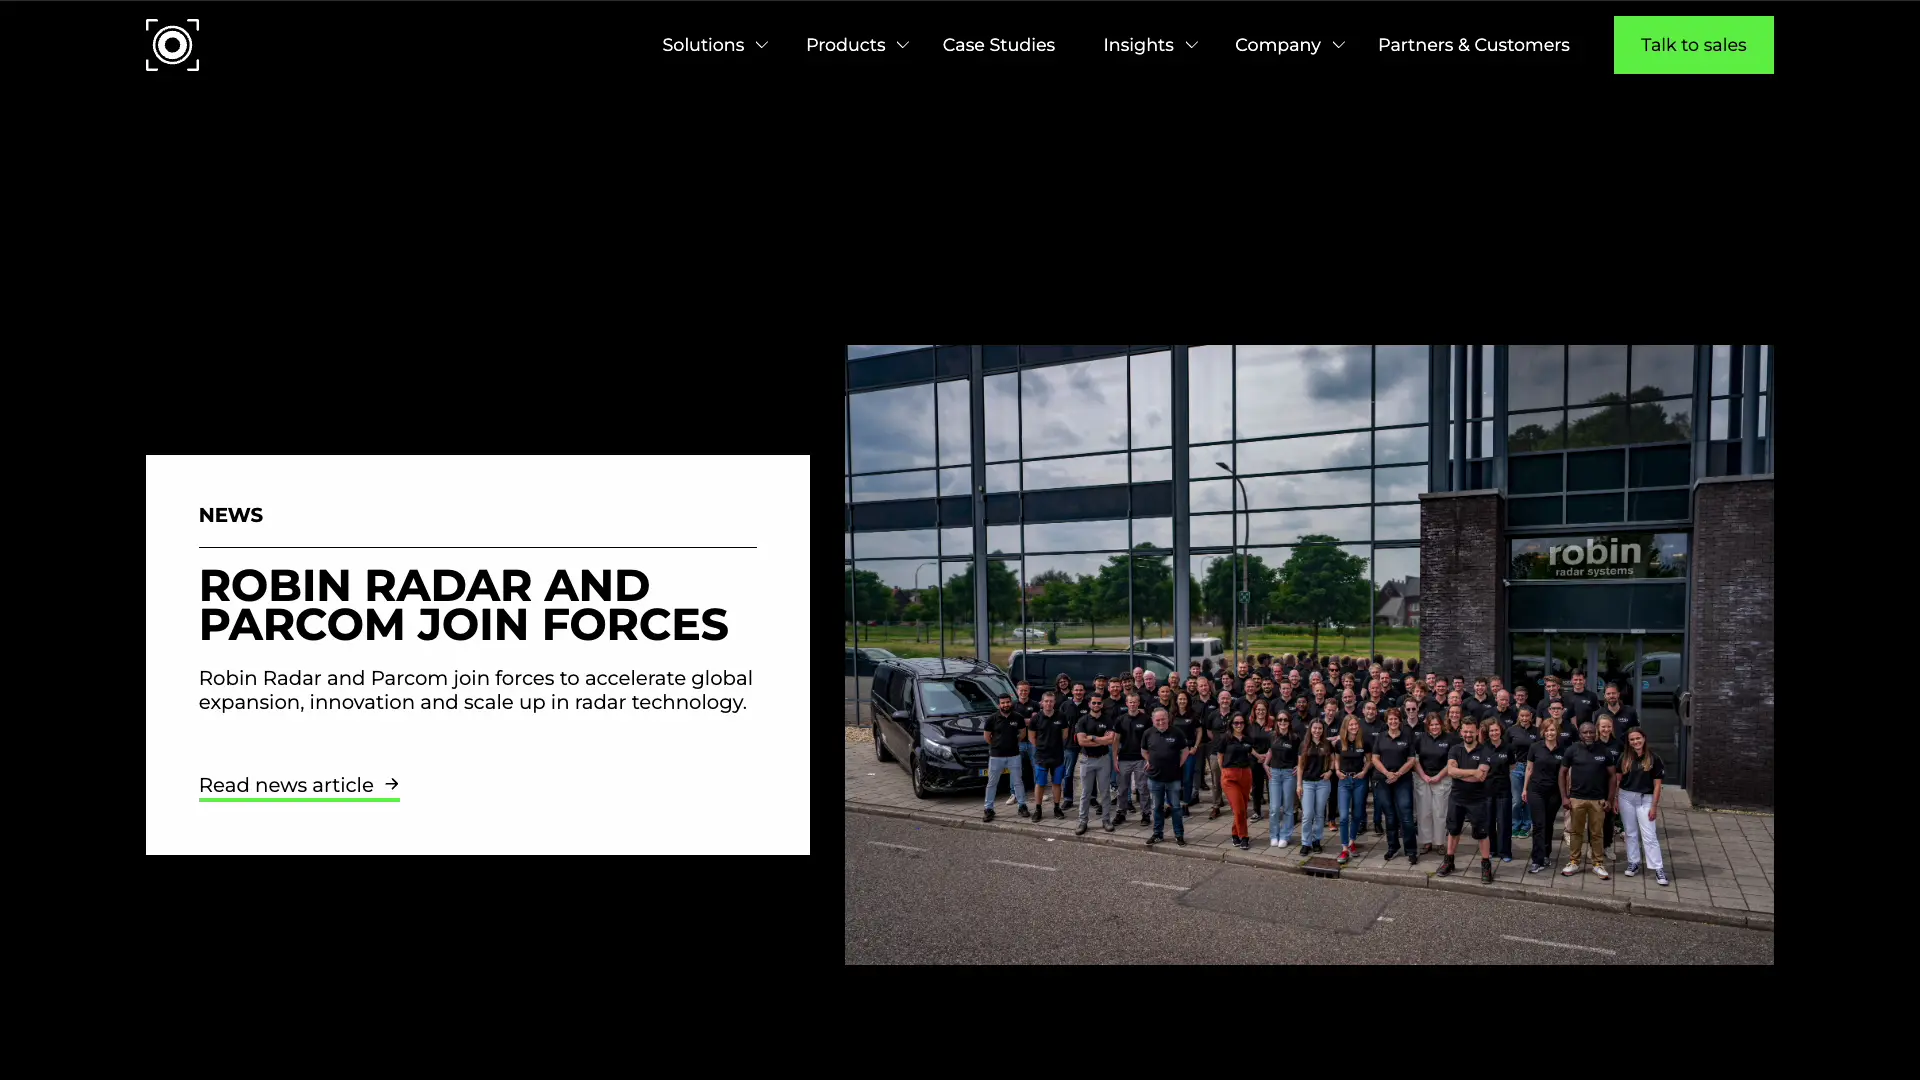 Solutions
Products
Case Studies
Insights
Company
Partners & Customers
Talk to sales
NEWS
ROBIN RADAR AND
PARCOM JOIN FORCES
Robin Radar and Parcom join forces to accelerate global
expansion, innovation and scale up in radar technology.
Read news article →
robin
radar systems